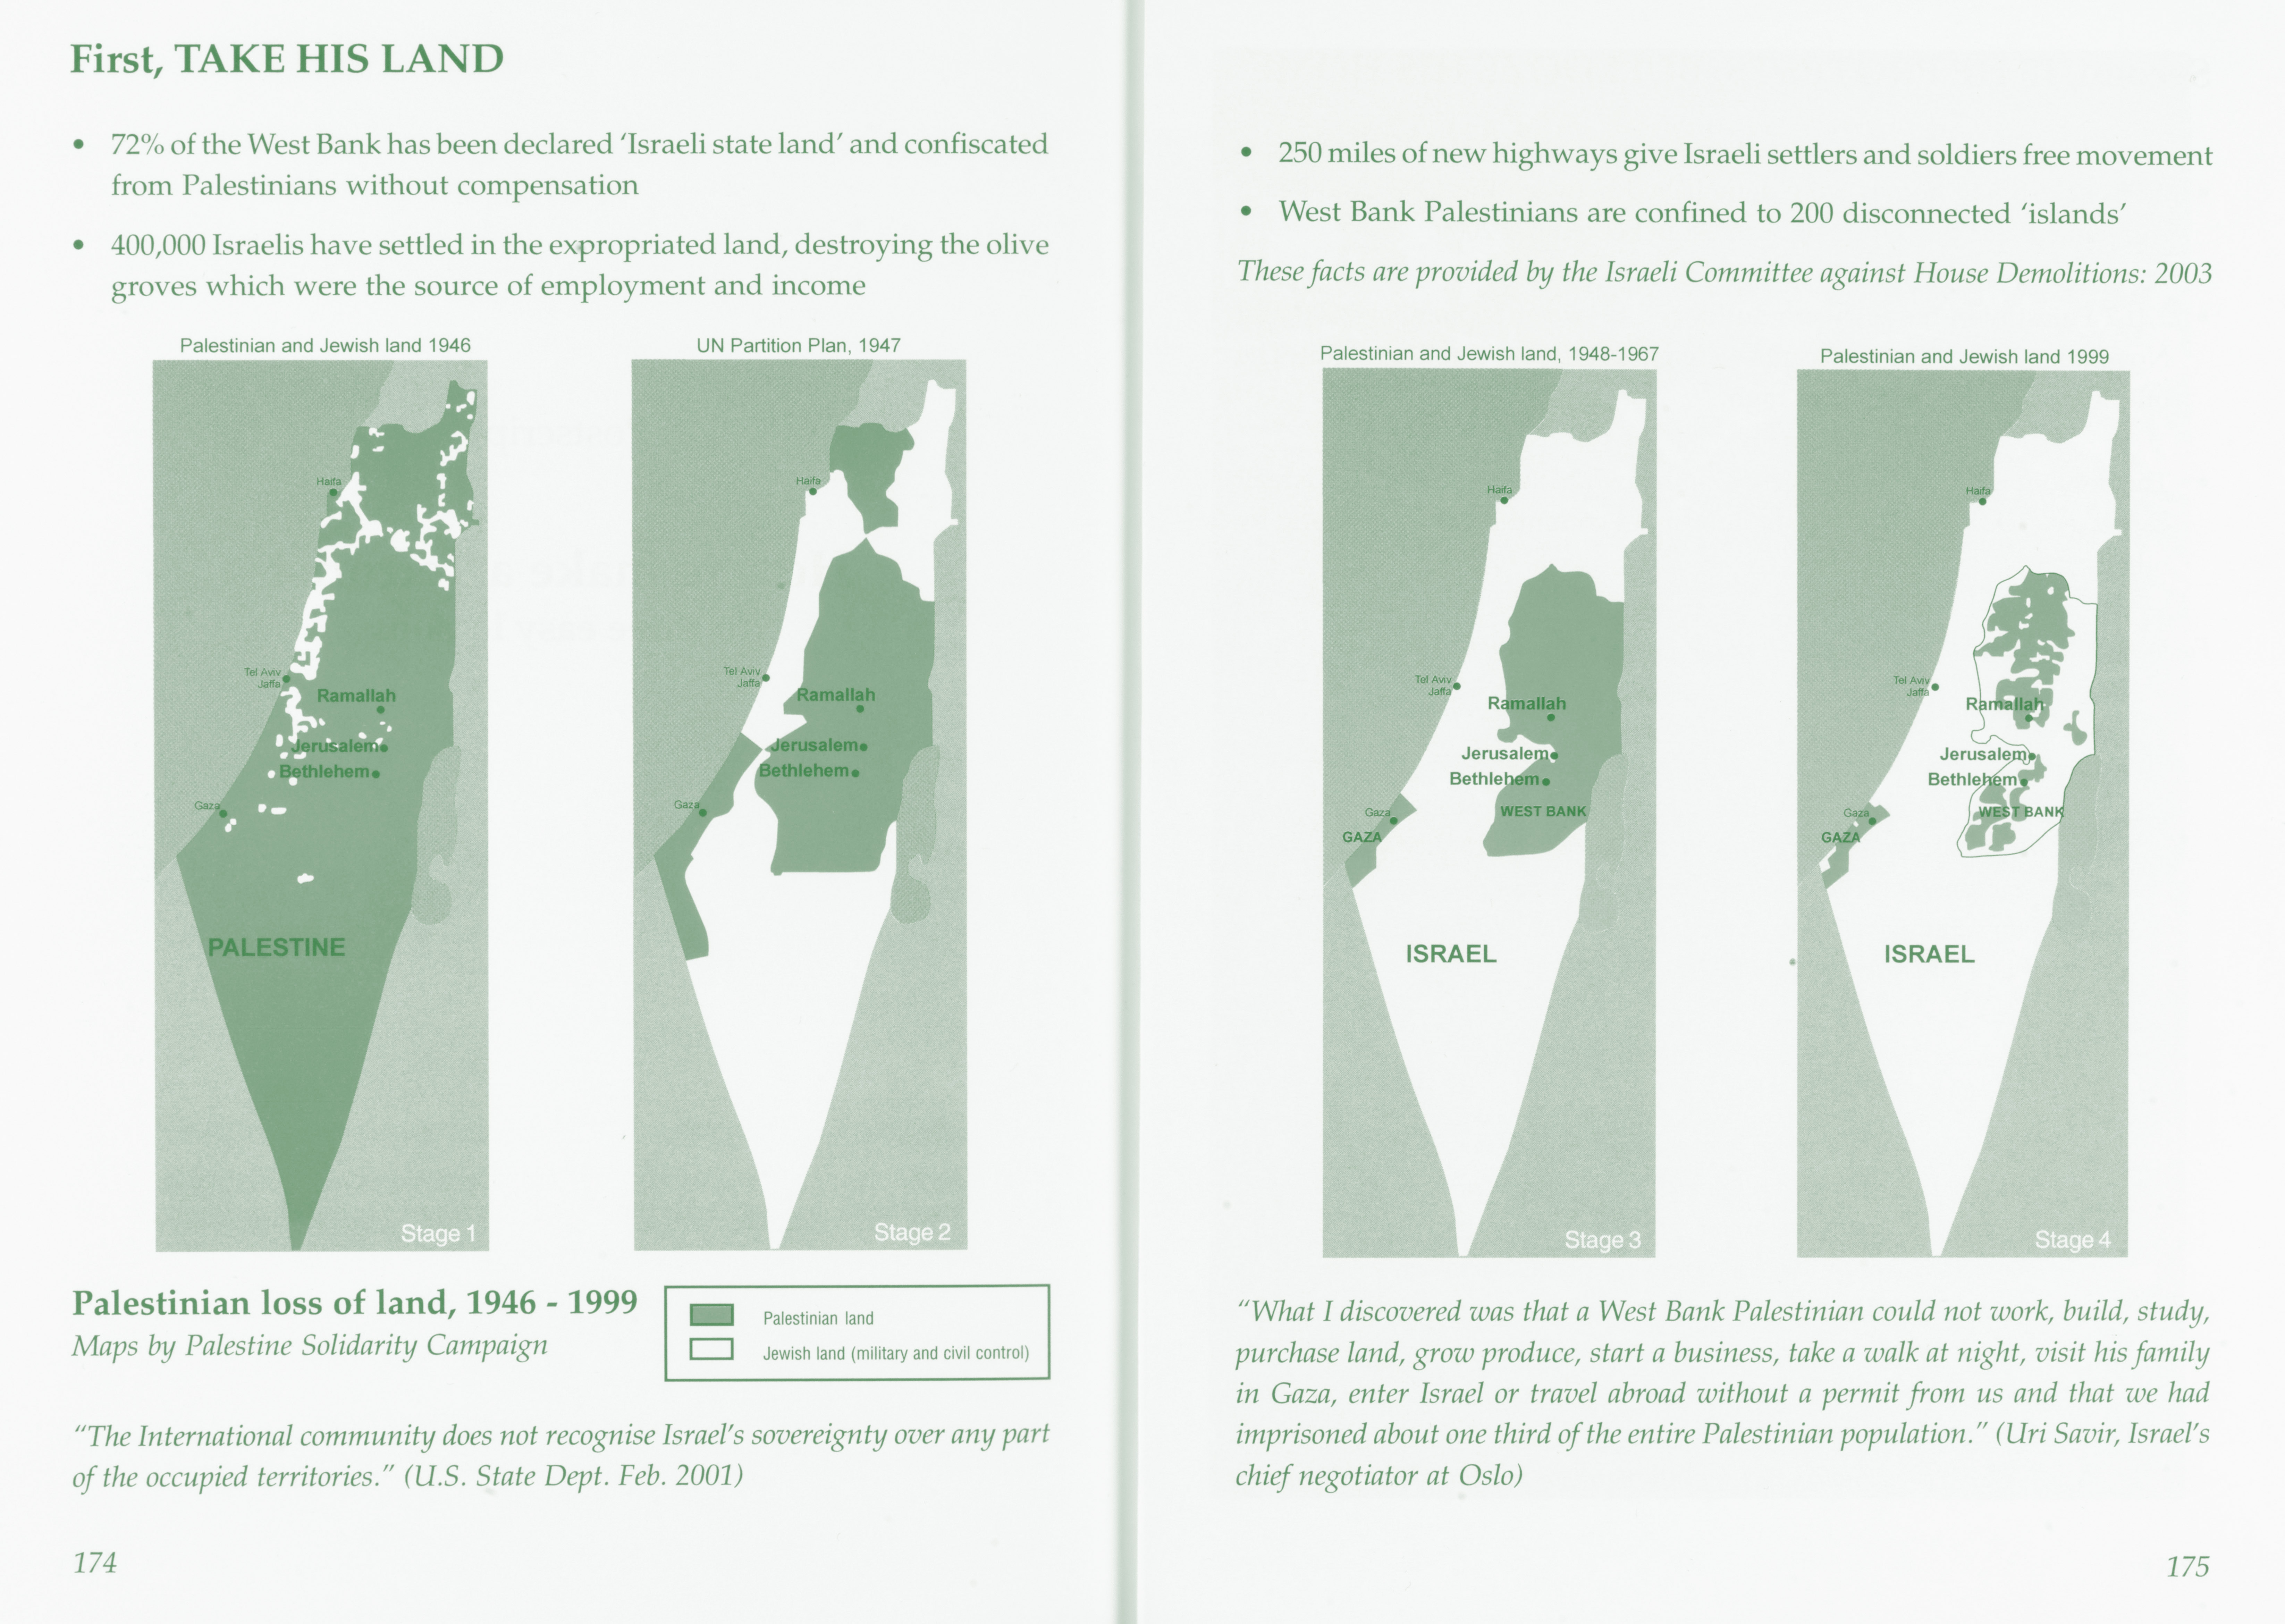 First, TAKE HIS LAND
• 72% of the West Bank has been declared ‘Israeli state land’ and confiscated
from Palestinians without compensation
• 400,000 Israelis have settled in the expropriated land, destroying the olive
groves which were the source of employment and income
Palestinian and Jewish land 1946
Haifa
Tel Aviv
Jaffa
Ramallah
Jerusalem
Bethlehem
Gaza
PALESTINE
Stage 1
UN Partition Plan, 1947
Haifa
Tel Aviv
Jaffa
Ramallah
Jerusalem
Bethlehem
Gaza
Stage 2
Palestinian loss of land, 1946 - 1999
Maps by Palestine Solidarity Campaign
Palestinian land
Jewish land (military and civil control)
“The International community does not recognise Israel’s sovereignty over any part
of the occupied territories.” (U.S. State Dept. Feb. 2001)
174
• 250 miles of new highways give Israeli settlers and soldiers free movement
• West Bank Palestinians are confined to 200 disconnected ‘islands’
These facts are provided by the Israeli Committee against House Demolitions: 2003
Palestinian and Jewish land, 1948-1967
Haifa
Tel Aviv
Jaffa
Ramallah
Jerusalem
Bethlehem
WEST BANK
Gaza
GAZA
ISRAEL
Stage 3
Palestinian and Jewish land 1999
Haifa
Tel Aviv
Jaffa
Ramallah
Jerusalem
Bethlehem
WEST BANK
Gaza
GAZA
ISRAEL
Stage 4
“What I discovered was that a West Bank Palestinian could not work, build, study,
purchase land, grow produce, start a business, take a walk at night, visit his family
in Gaza, enter Israel or travel abroad without a permit from us and that we had
imprisoned about one third of the entire Palestinian population.” (Uri Savir, Israel’s
chief negotiator at Oslo)
175